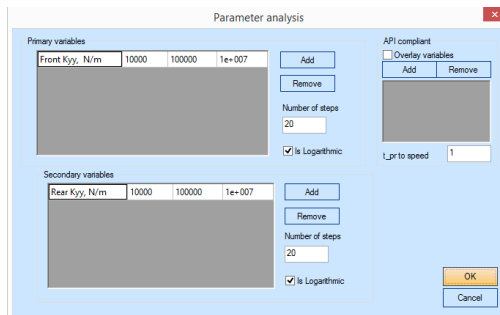 Parameter analysis
x
Primary variables
Front Kyy, N/m 10000 100000 1e+007
Add
Remove
Number of steps
20
Is Logarithmic
API compliant
Overlay variables
Add Remove
t_pr to speed 1
Secondary variables
Rear Kyy, N/m 10000 100000 1e+007
Add
Remove
Number of steps
20
Is Logarithmic
OK
Cancel